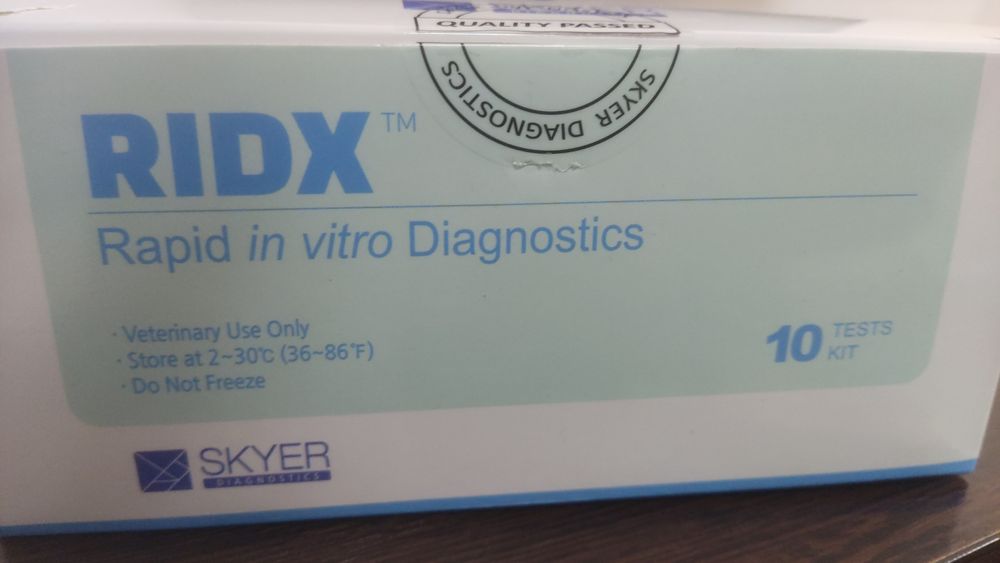 QUALITY PASSED
SKYER DIAGNOSTICS
RIDX™
Rapid in vitro Diagnostics
· Veterinary Use Only
· Store at 2~30℃ (36~86℉)
· Do Not Freeze
10 TESTS
KIT
SKYER
DIAGNOSTICS